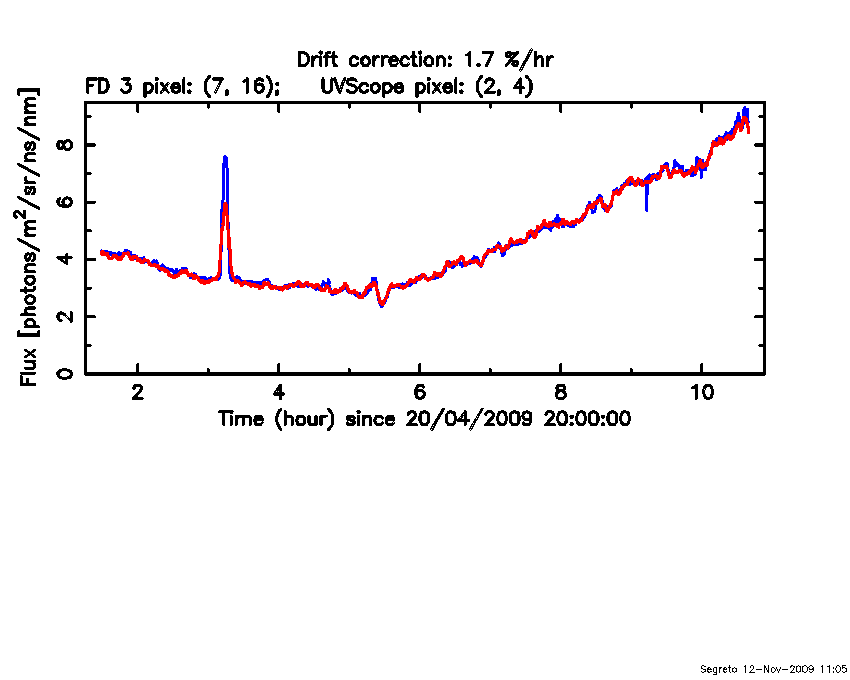 Drift correction: 1.7 %/hr
FD 3 pixel: (7, 16); UVScope pixel: (2, 4)
Flux [photons/m²/sr/ns/nm]
8
6
4
2
0
2 4 6 8 10
Time (hour) since 20/04/2009 20:00:00
Segreto 12-Nov-2009 11:05